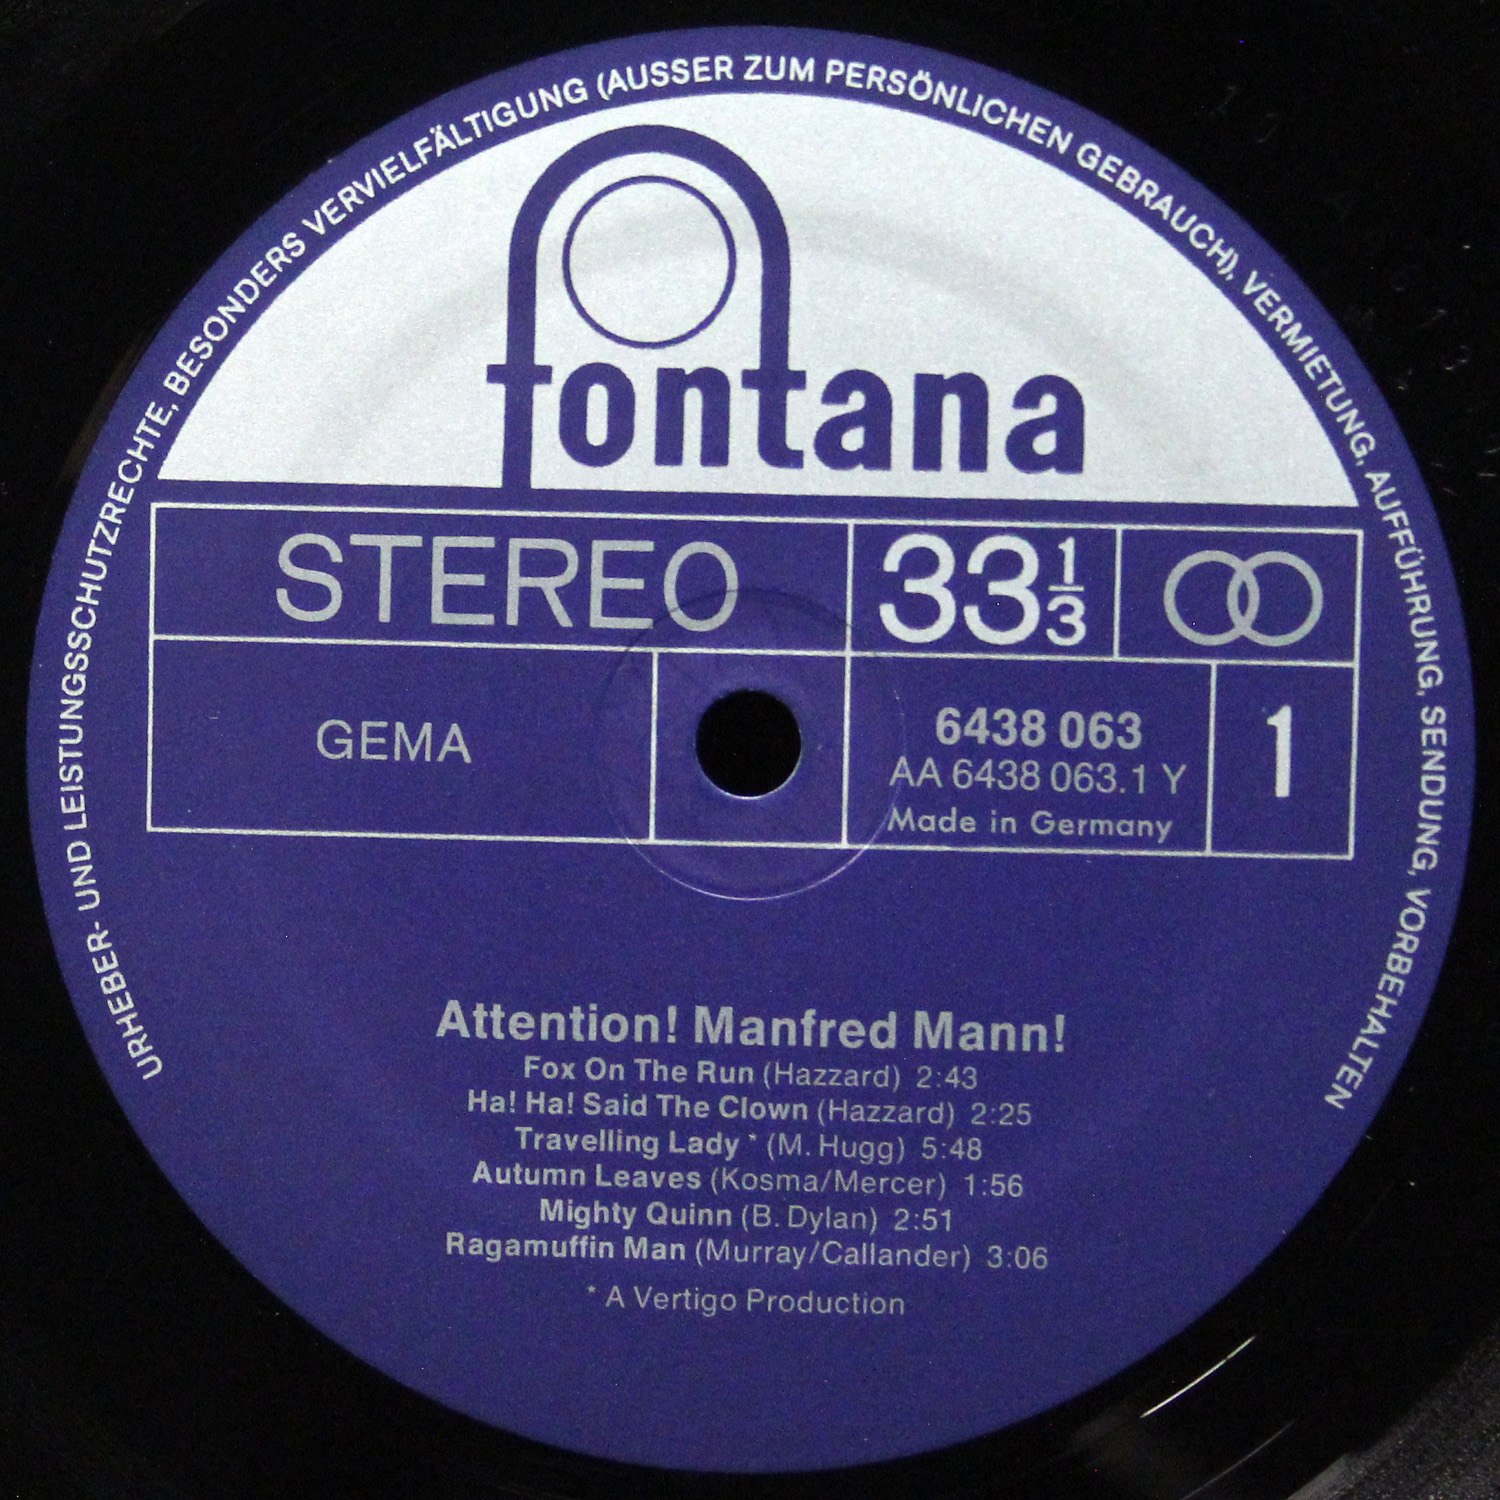 URHEBER- UND LEISTUNGSSCHUTZRECHTE, BESONDERS VERVIELFÄLTIGUNG (AUSSER ZUM PERSÖNLICHEN GEBRAUCH), VERMIETUNG, AUFFÜHRUNG, SENDUNG, VORBEHALTEN
fontana
STEREO 33 1/3
GEMA
6438 063
AA 6438 063.1 Y
Made in Germany
1
Attention! Manfred Mann!
Fox On The Run (Hazzard) 2:43
Ha! Ha! Said The Clown (Hazzard) 2:25
Travelling Lady * (M. Hugg) 5:48
Autumn Leaves (Kosma/Mercer) 1:56
Mighty Quinn (B. Dylan) 2:51
Ragamuffin Man (Murray/Callander) 3:06
* A Vertigo Production